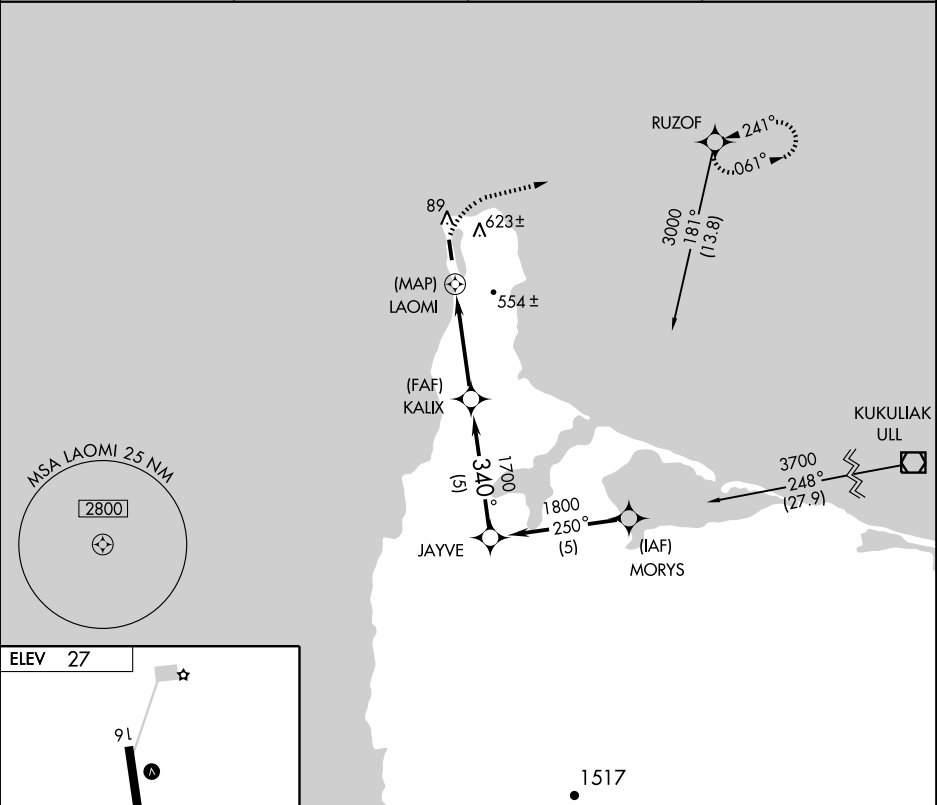 RUZOF
241°
061°
3000
181°
(13.8)
89
623±
(MAP)
LAOMI
554±
(FAF)
KALIX
1700
340°
(5)
KUKULIAK
ULL
3700
248°
(27.9)
MSA LAOMI 25 NM
2800
1800
250°
(5)
JAYVE
(IAF)
MORYS
ELEV 27
16
1517